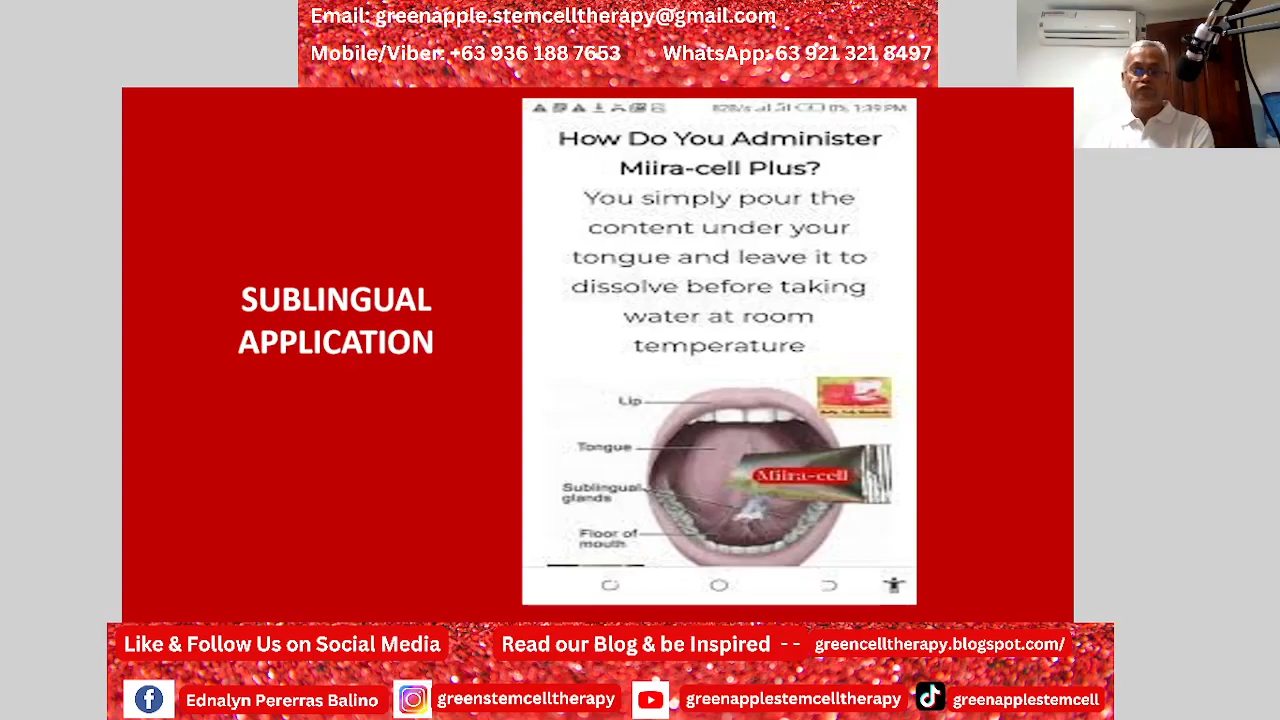 Email: greenapple.stemcelltherapy@gmail.com
Mobile/Viber: +63 936 188 7653 WhatsApp: 63 921 321 8497
1:39 PM
How Do You Administer
Miira-cell Plus?
You simply pour the
content under your
tongue and leave it to
dissolve before taking
water at room
temperature
SUBLINGUAL
APPLICATION
Lip
Tongue
Miira-cell
Sublingual
glands
Floor of
mouth
Like & Follow Us on Social Media Read our Blog & be Inspired - - greencelltherapy.blogspot.com/
Ednalyn Pererras Balino greenstemcelltherapy greenapplestemcelltherapy greenapplestemcell